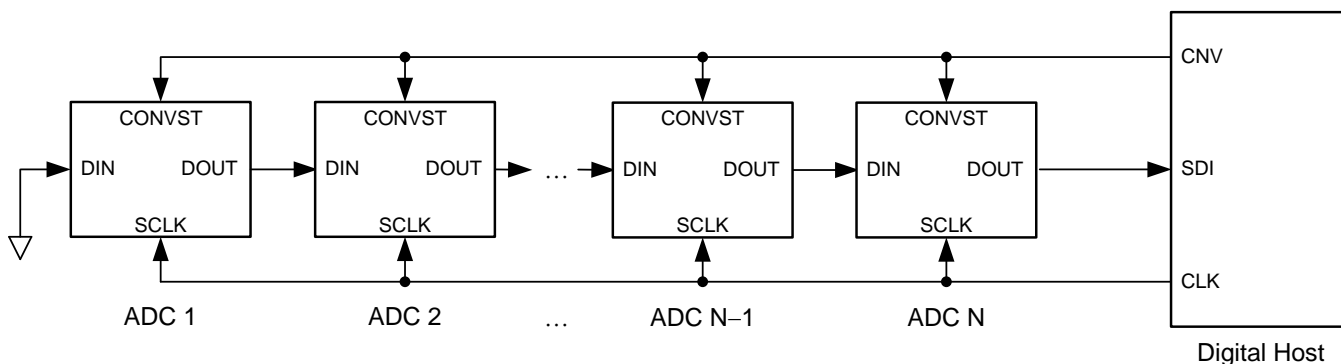 CNV
CONVST
CONVST
CONVST
CONVST
DIN DOUT
DIN DOUT
...
DIN DOUT
DIN DOUT
SDI
SCLK
SCLK
SCLK
SCLK
CLK
ADC 1
ADC 2
...
ADC N–1
ADC N
Digital Host